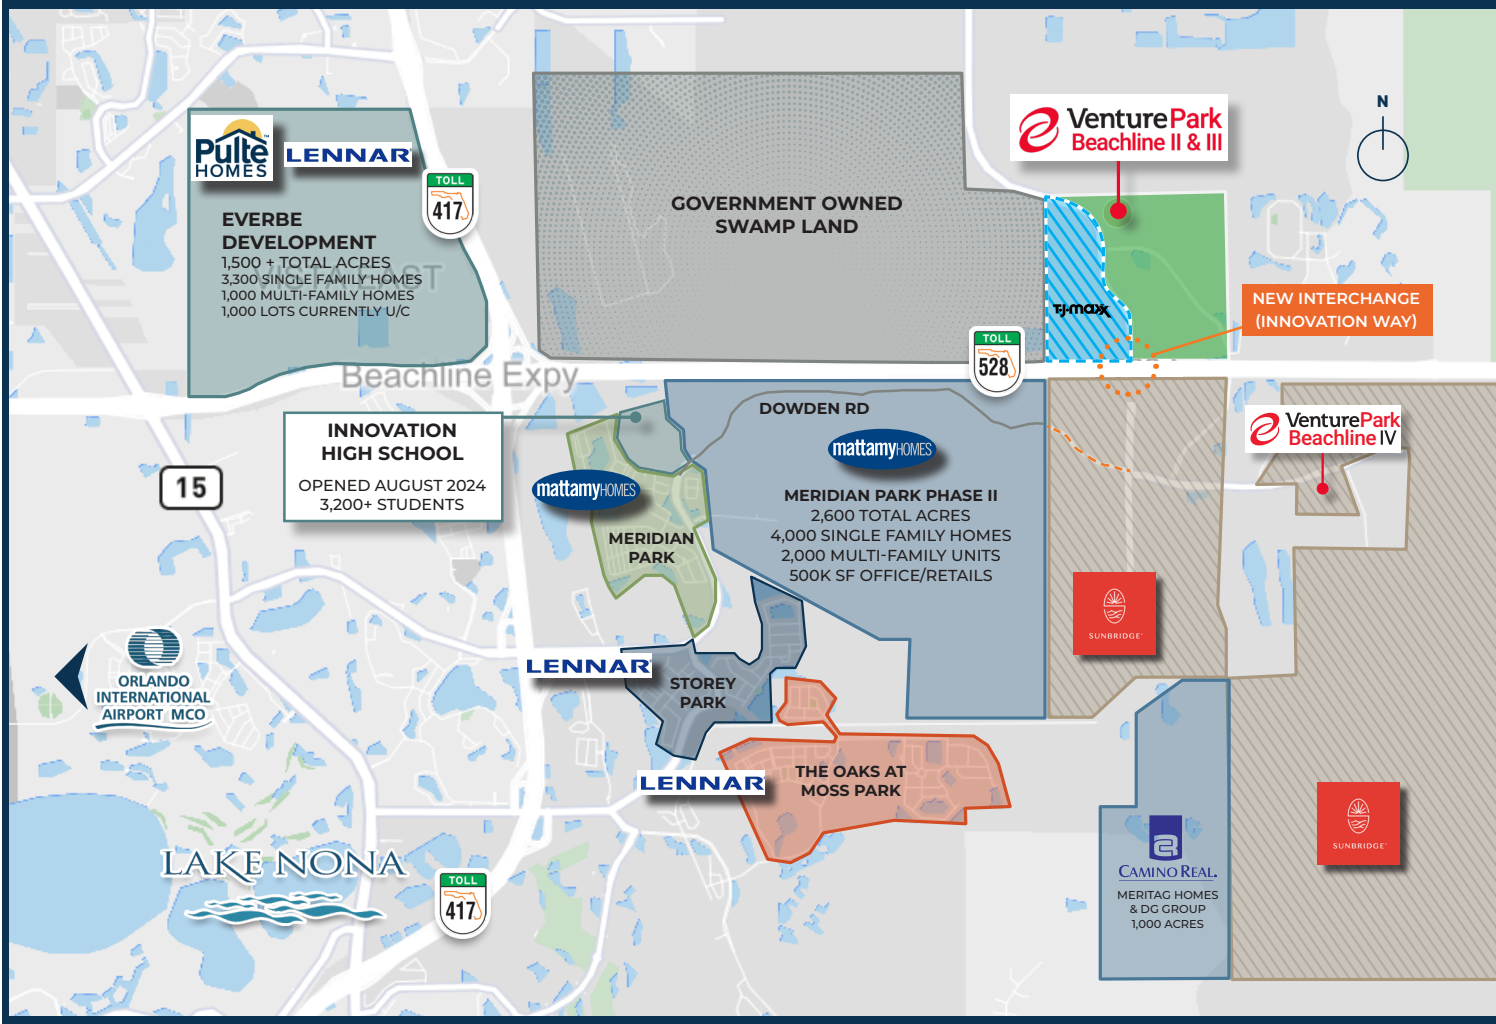 N
VenturePark
Beachline II & III
Pulte
HOMES
LENNAR
TOLL
417
EVERBE
DEVELOPMENT
1,500 + TOTAL ACRES
3,300 SINGLE FAMILY HOMES
1,000 MULTI-FAMILY HOMES
1,000 LOTS CURRENTLY U/C
VISTA EAST
GOVERNMENT OWNED
SWAMP LAND
T·J·maxx
NEW INTERCHANGE
(INNOVATION WAY)
TOLL
528
Beachline Expy
INNOVATION
HIGH SCHOOL
OPENED AUGUST 2024
3,200+ STUDENTS
15
DOWDEN RD
mattamyHOMES
MERIDIAN PARK PHASE II
2,600 TOTAL ACRES
4,000 SINGLE FAMILY HOMES
2,000 MULTI-FAMILY UNITS
500K SF OFFICE/RETAILS
VenturePark
Beachline IV
mattamyHOMES
MERIDIAN
PARK
SUNBRIDGE
ORLANDO
INTERNATIONAL
AIRPORT MCO
LENNAR
STOREY
PARK
LENNAR
THE OAKS AT
MOSS PARK
SUNBRIDGE
CAMINO REAL.
MERITAG HOMES
& DG GROUP
1,000 ACRES
LAKE NONA
TOLL
417